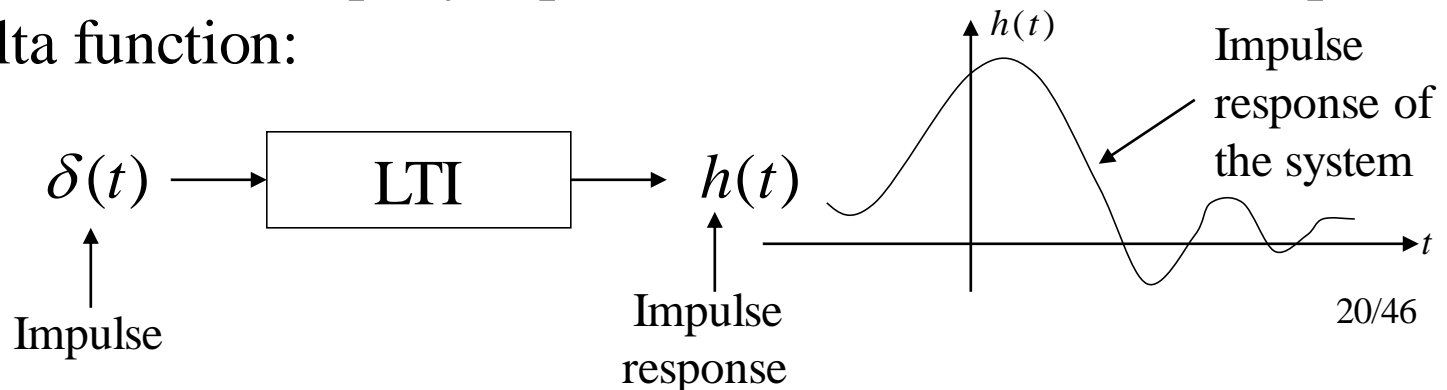 lta function:
h(t)
Impulse
response of
the system
δ(t)
LTI
h(t)
t
Impulse
Impulse
response
20/46